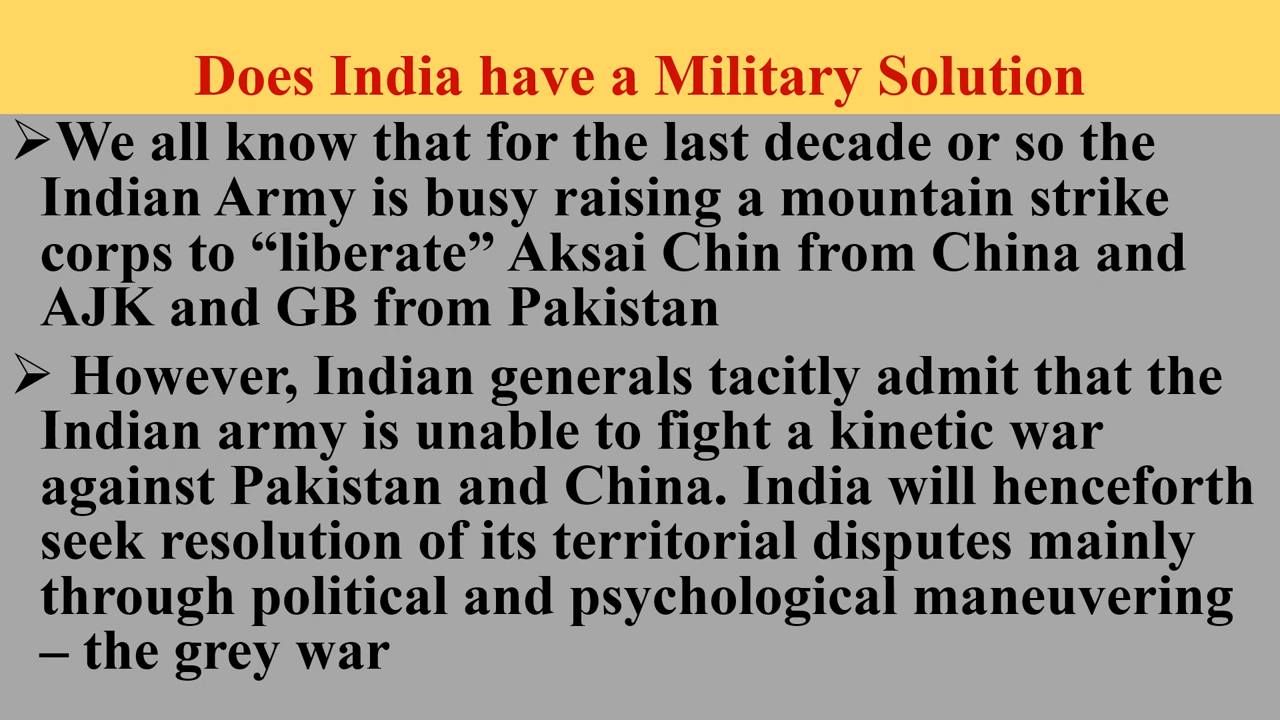 Does India have a Military Solution
➢We all know that for the last decade or so the
Indian Army is busy raising a mountain strike
corps to “liberate” Aksai Chin from China and
AJK and GB from Pakistan
➢ However, Indian generals tacitly admit that the
Indian army is unable to fight a kinetic war
against Pakistan and China. India will henceforth
seek resolution of its territorial disputes mainly
through political and psychological maneuvering
– the grey war